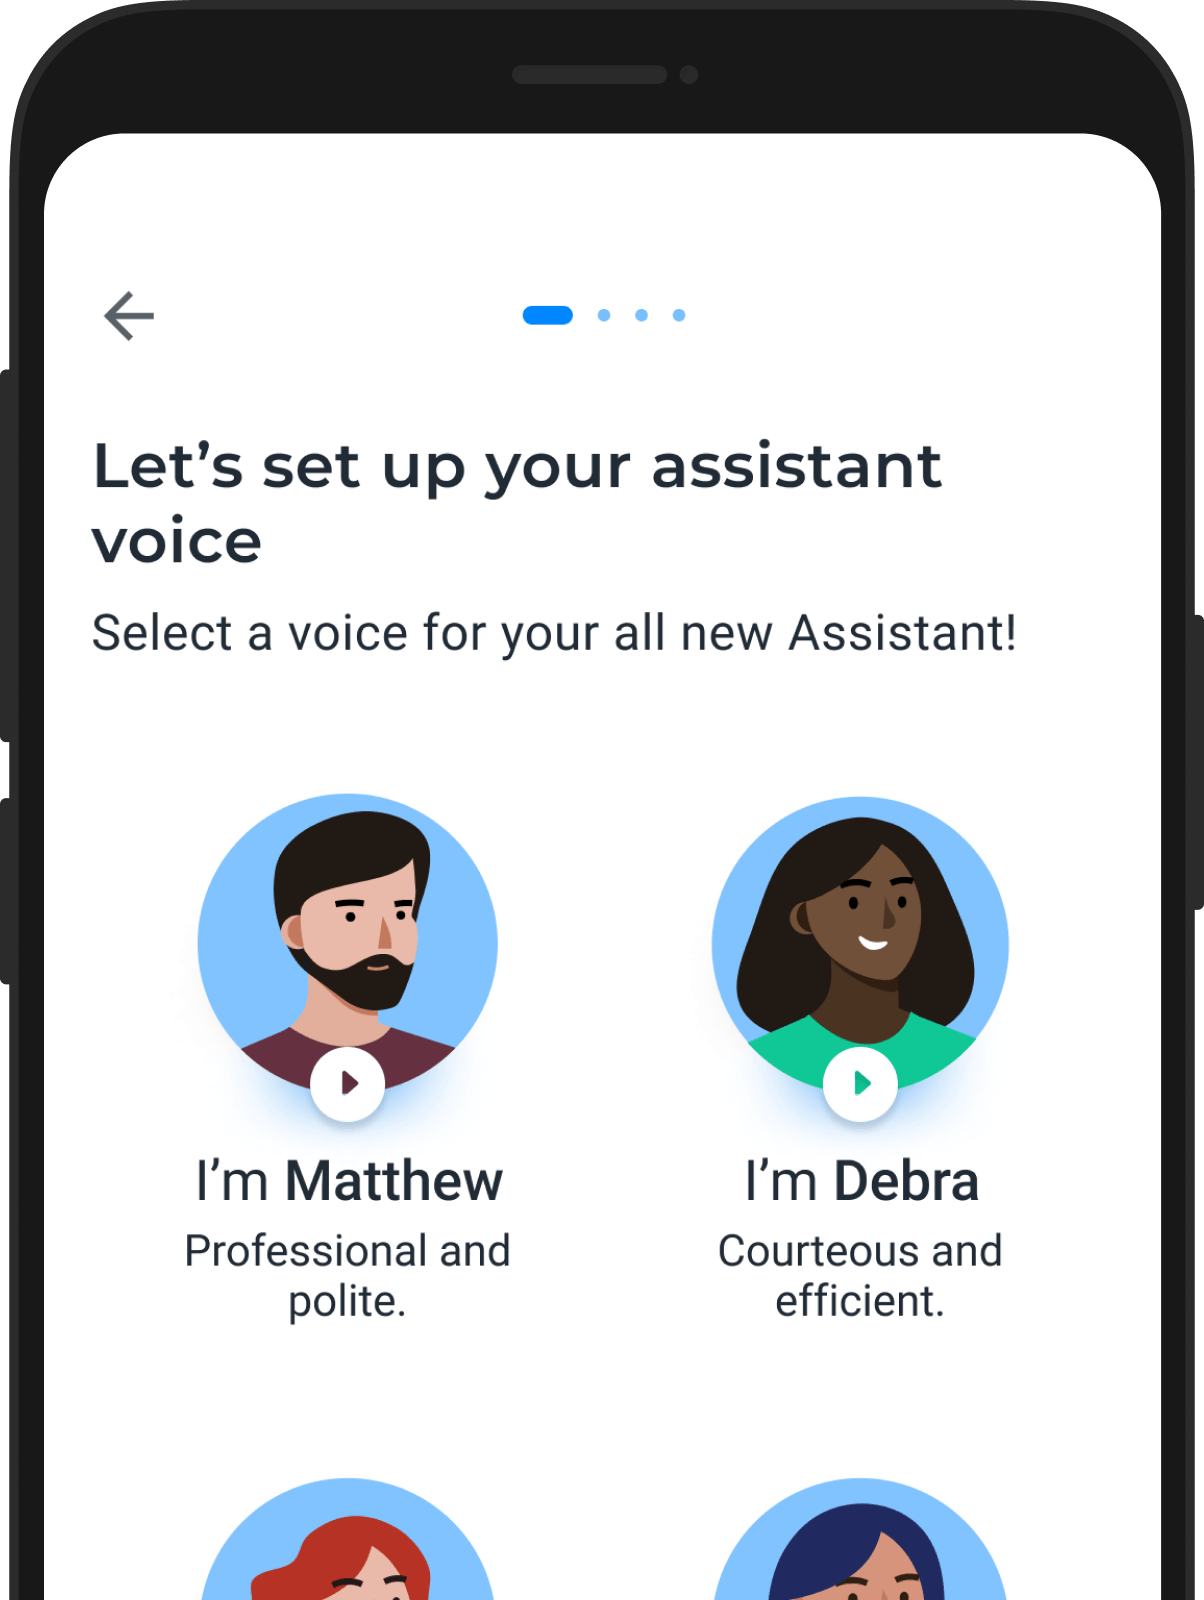 Let’s set up your assistant
voice
Select a voice for your all new Assistant!
I’m Matthew
Professional and
polite.
I’m Debra
Courteous and
efficient.